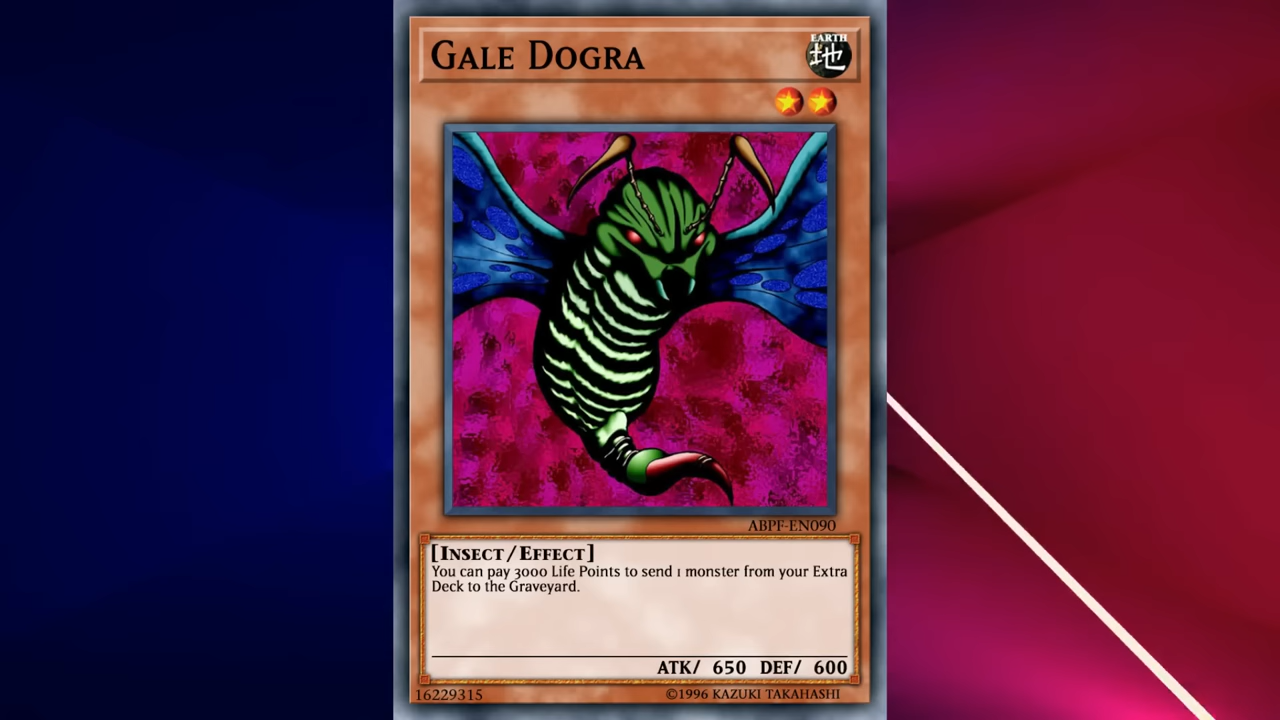 GALE DOGRA
EARTH
地
ABPF-EN090
[INSECT/EFFECT]
You can pay 3000 Life Points to send 1 monster from your Extra
Deck to the Graveyard.
ATK/ 650 DEF/ 600
16229315
©1996 KAZUKI TAKAHASHI